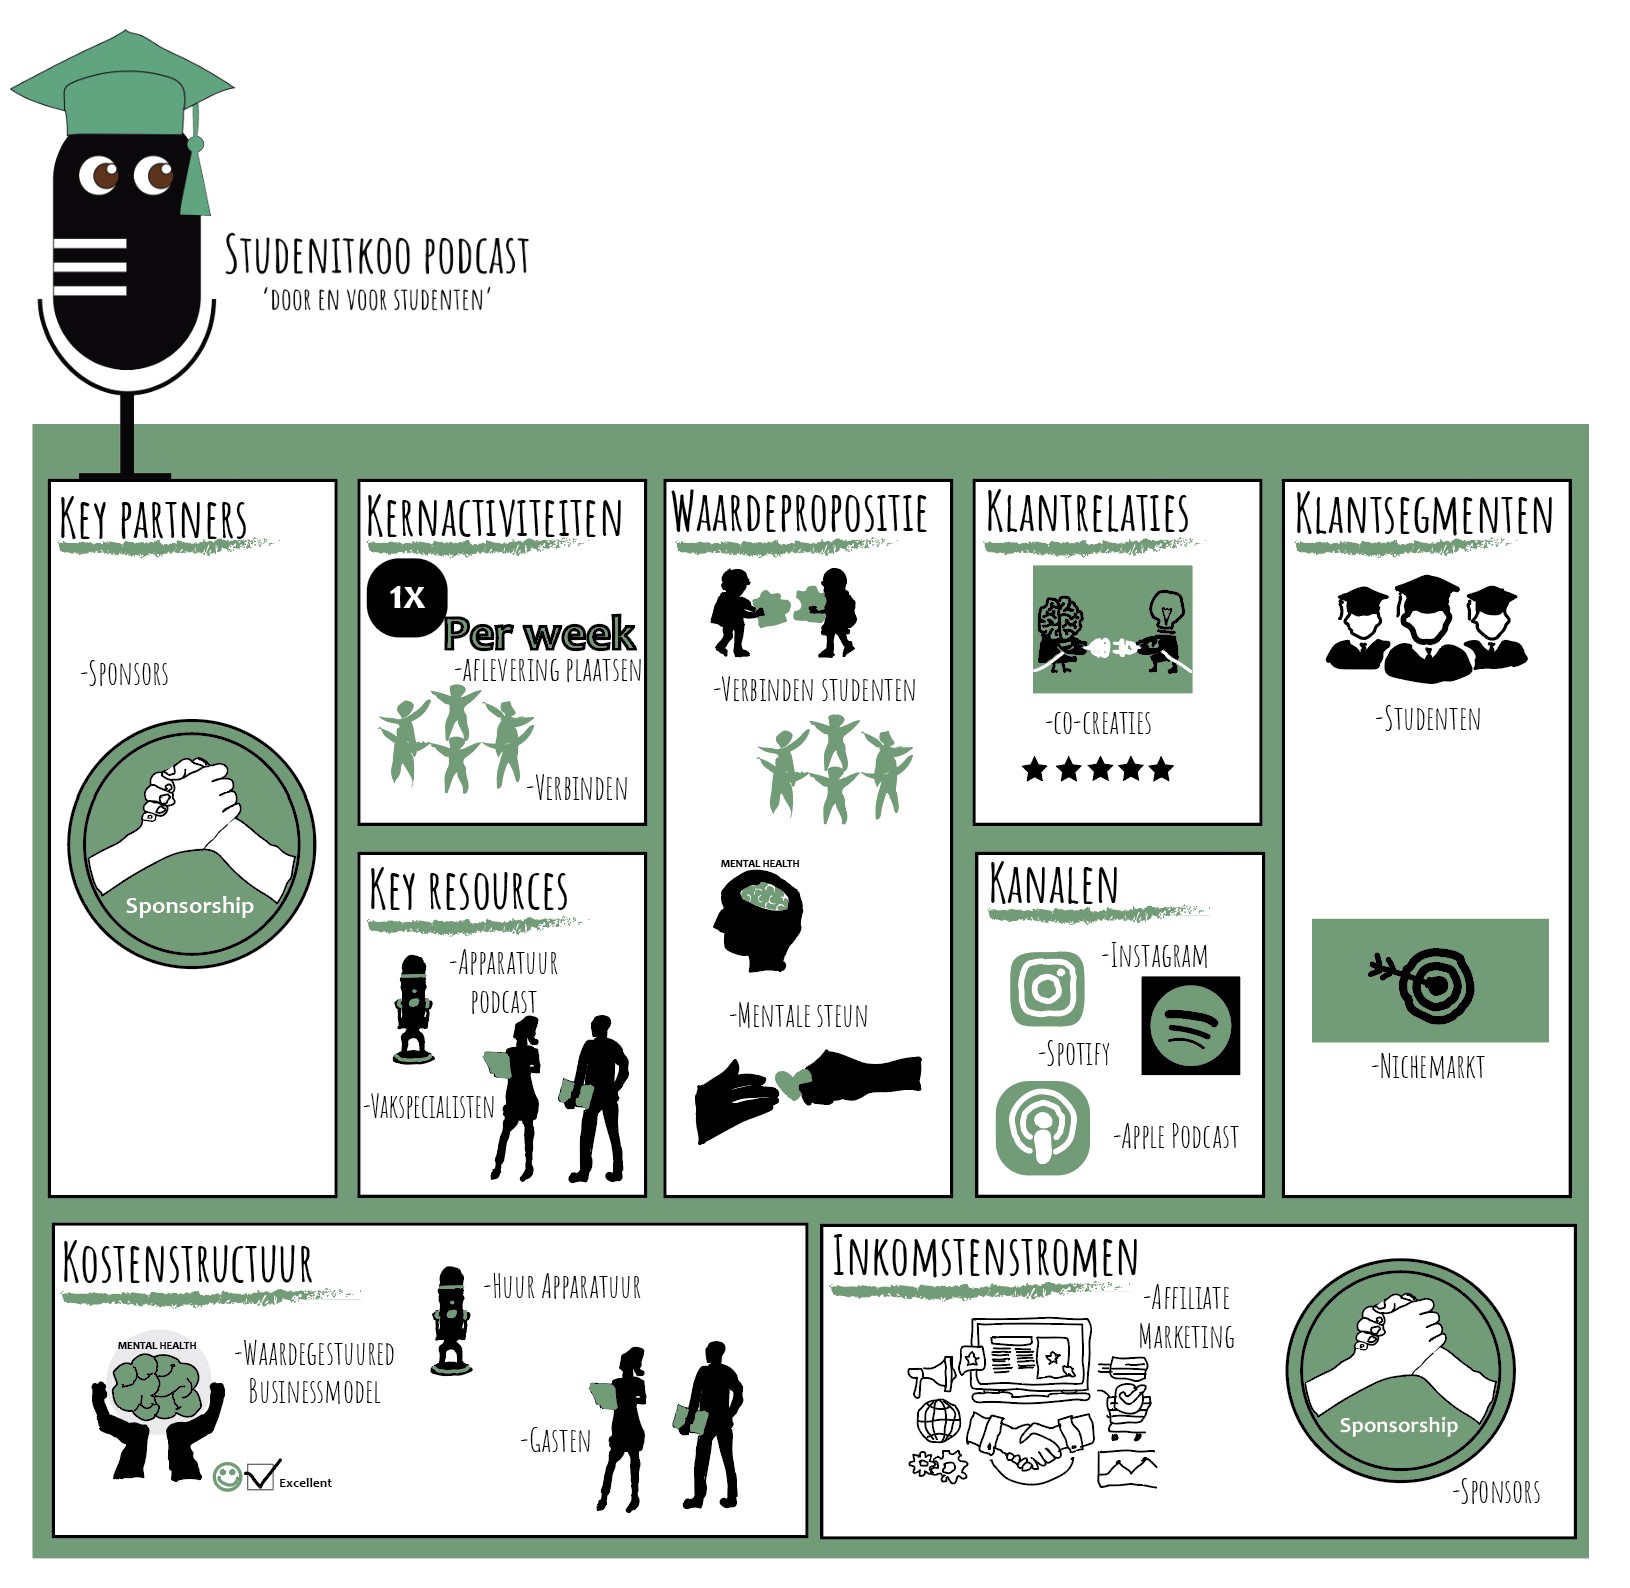 Studenitkoo podcast
‘door en voor studenten’
Key partners
-Sponsors
Sponsorship
Kernactiviteiten
1X
Per week
-aflevering plaatsen
-Verbinden
Key resources
-Apparatuur
podcast
-Vakspecialisten
Waardepropositie
-Verbinden studenten
MENTAL HEALTH
-Mentale steun
Klantrelaties
-co-creaties
Kanalen
-Instagram
-Spotify
-Apple Podcast
Klantsegmenten
-Studenten
-Nichemarkt
Kostenstructuur
MENTAL HEALTH
-Waardegestuured
Businessmodel
Excellent
-Huur Apparatuur
-Gasten
Inkomstenstromen
-Affiliate
Marketing
Sponsorship
-Sponsors